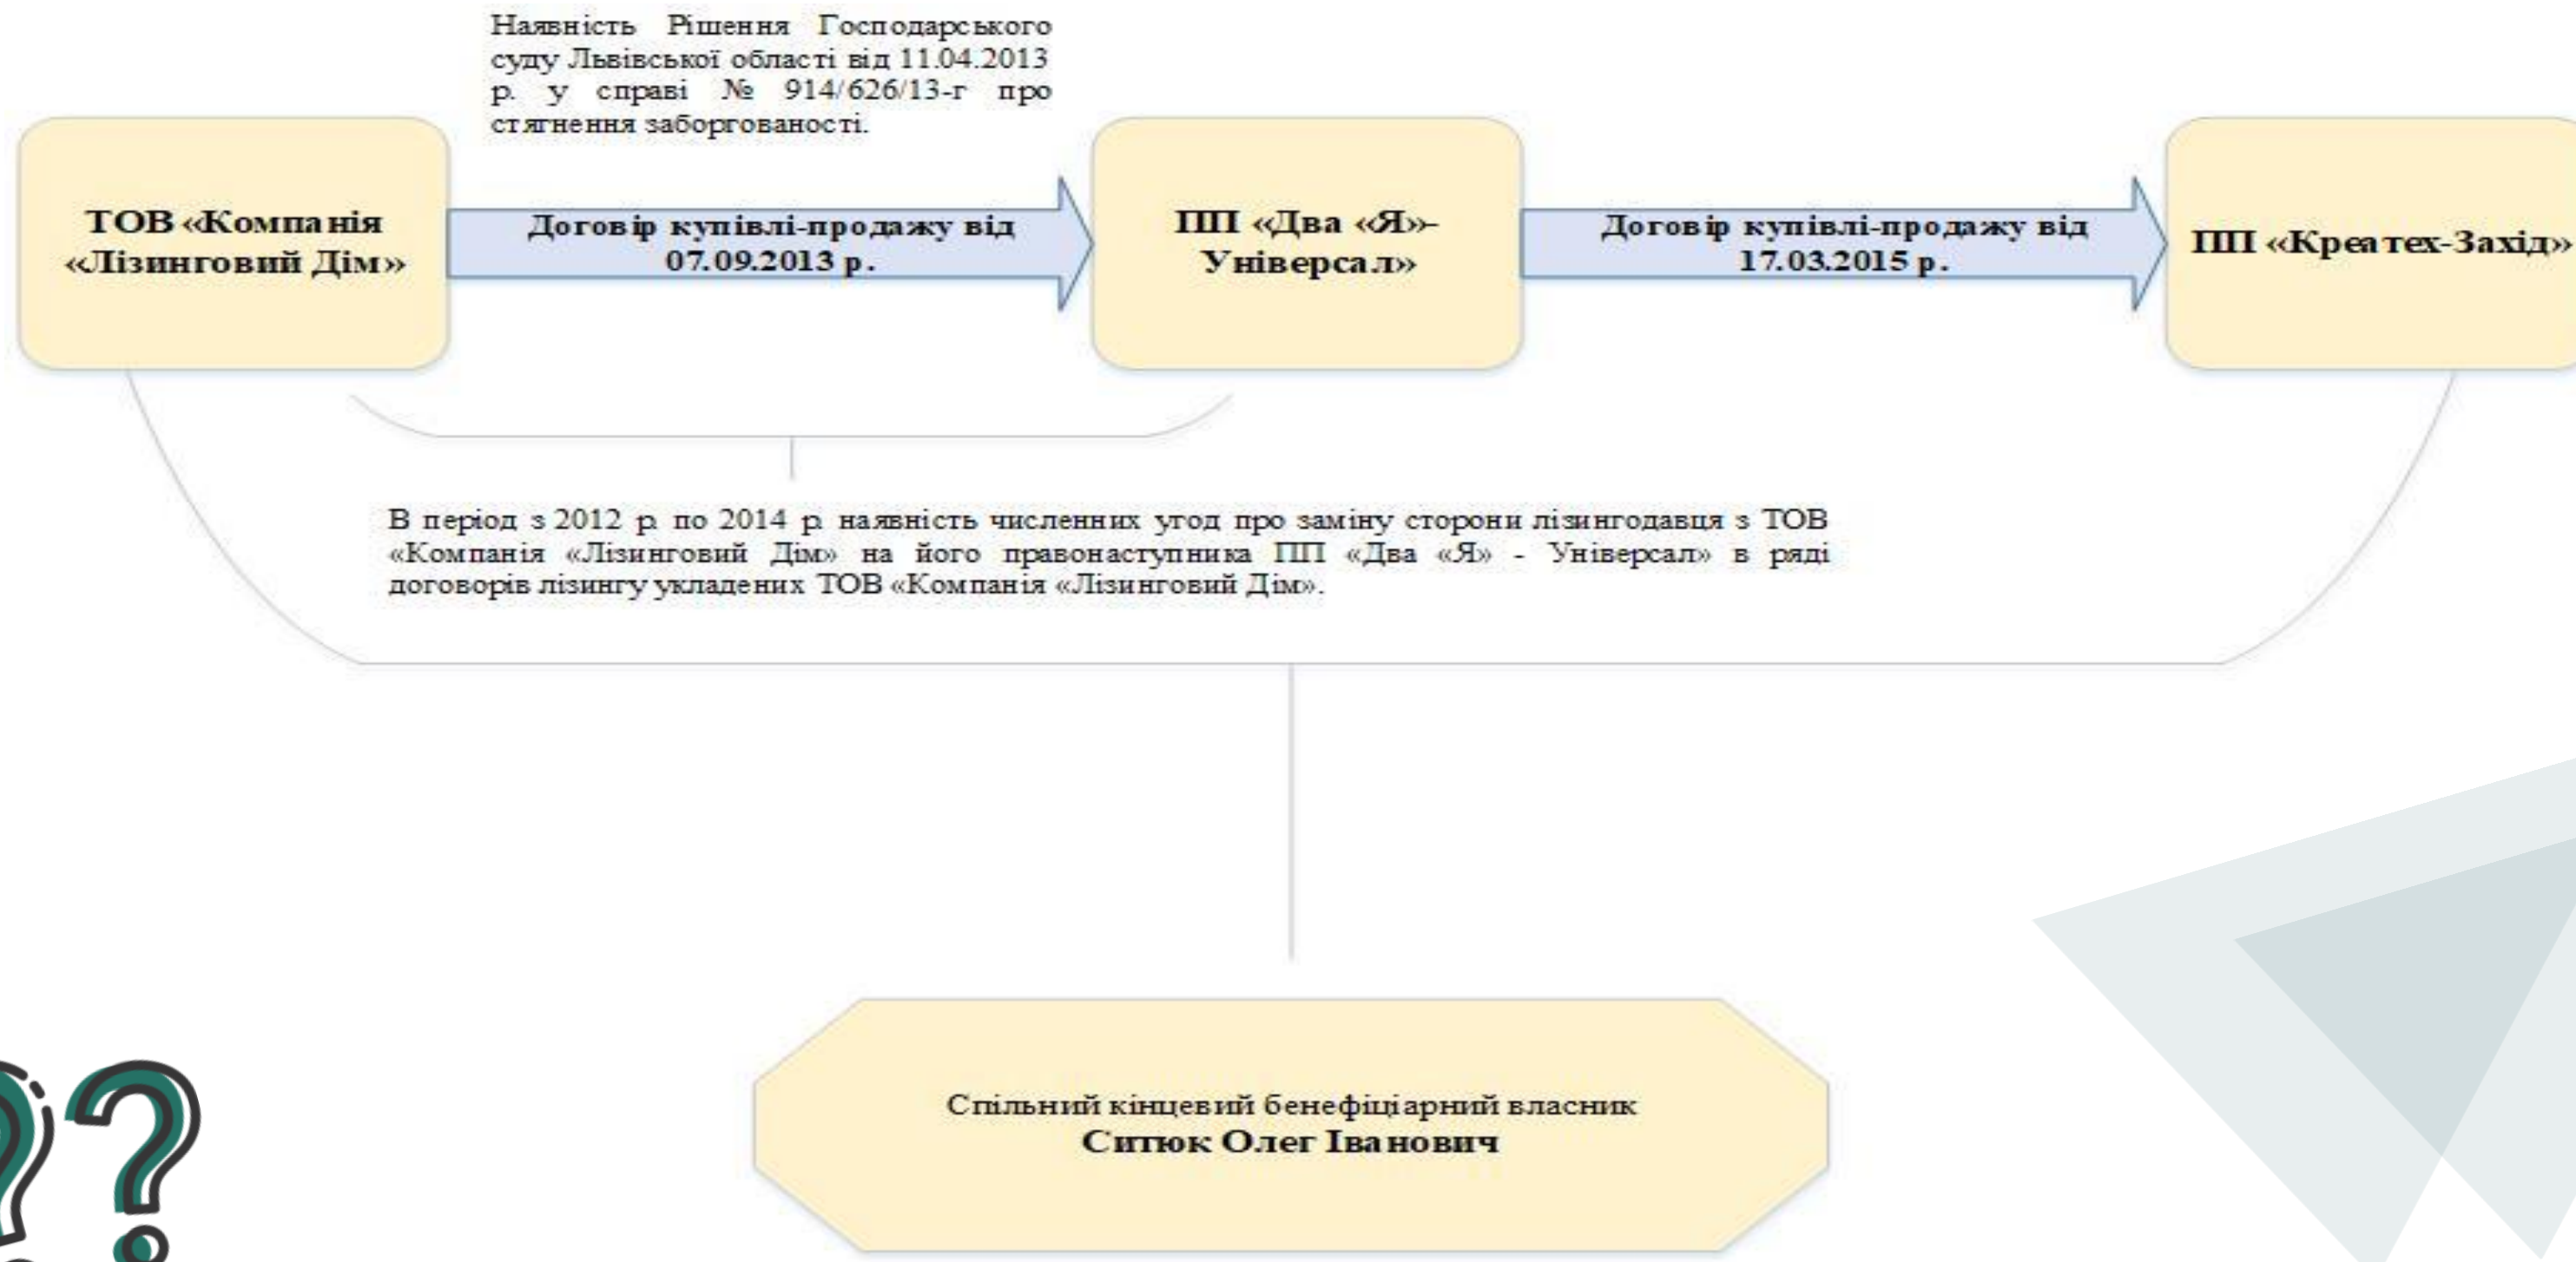 Наявність Рішення Господарського
суду Львівської області від 11.04.2013
р. у справі № 914/626/13-г про
стягнення заборгованості.
ТОВ «Компанія
«Лізинговий Дім»
Договір купівлі-продажу від
07.09.2013 р.
ПП «Два «Я»-
Універсал»
Договір купівлі-продажу від
17.03.2015 р.
ПП «Креатех-Захід»
В період з 2012 р. по 2014 р. наявність численних угод про заміну сторони лізингодавця з ТОВ
«Компанія «Лізинговий Дім» на його правонаступника ПП «Два «Я» - Універсал» в ряді
договорів лізингу укладених ТОВ «Компанія «Лізинговий Дім».
Спільний кінцевий бенефіціарний власник
Ситюк Олег Іванович
??